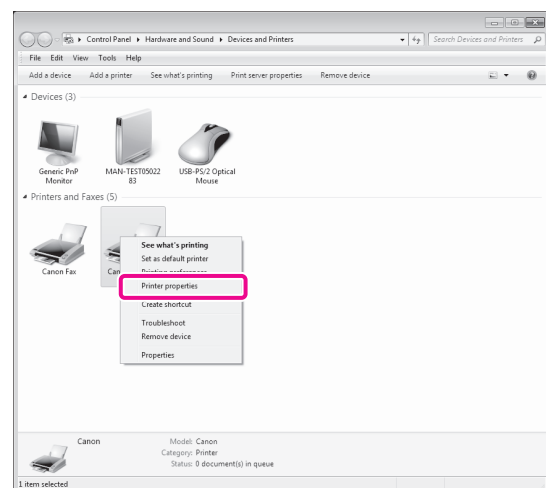 Control Panel ▸ Hardware and Sound ▸ Devices and Printers
Search Devices and Printers
File Edit View Tools Help
Add a device Add a printer See what's printing Print server properties Remove device
Devices (3)
Generic PnP
Monitor
MAN-TEST05022
83
USB-PS/2 Optical
Mouse
Printers and Faxes (5)
Canon Fax
Can
See what's printing
Set as default printer
Printing preferences
Printer properties
Create shortcut
Troubleshoot
Remove device
Properties
Canon
Model: Canon
Category: Printer
Status: 0 document(s) in queue
1 item selected